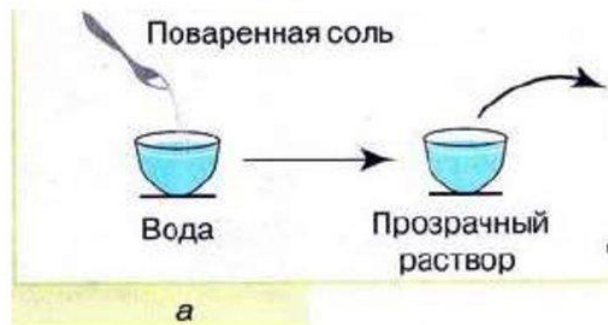 Поваренная соль
Вода
Прозрачный
раствор
а